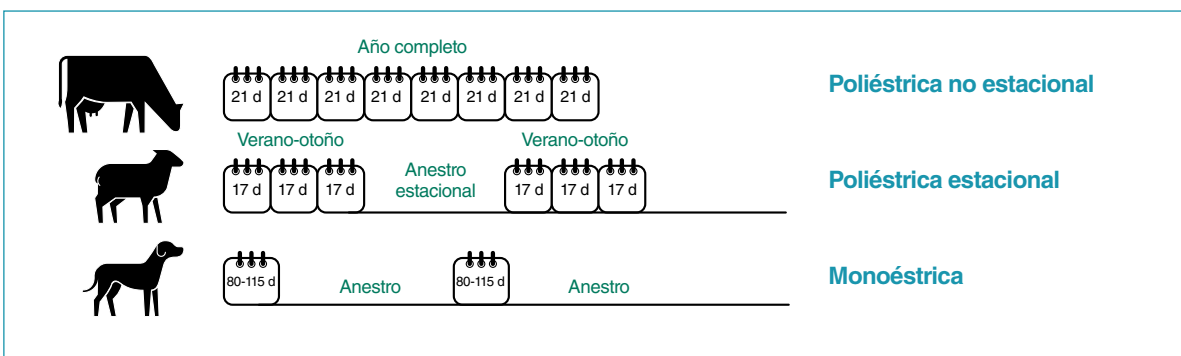 Año completo
21 d 21 d 21 d 21 d 21 d 21 d 21 d 21 d
Poliéstrica no estacional
Verano-otoño Verano-otoño
17 d 17 d 17 d
Anestro
estacional
17 d 17 d 17 d
Poliéstrica estacional
80-115 d
Anestro
80-115 d
Anestro
Monoéstrica